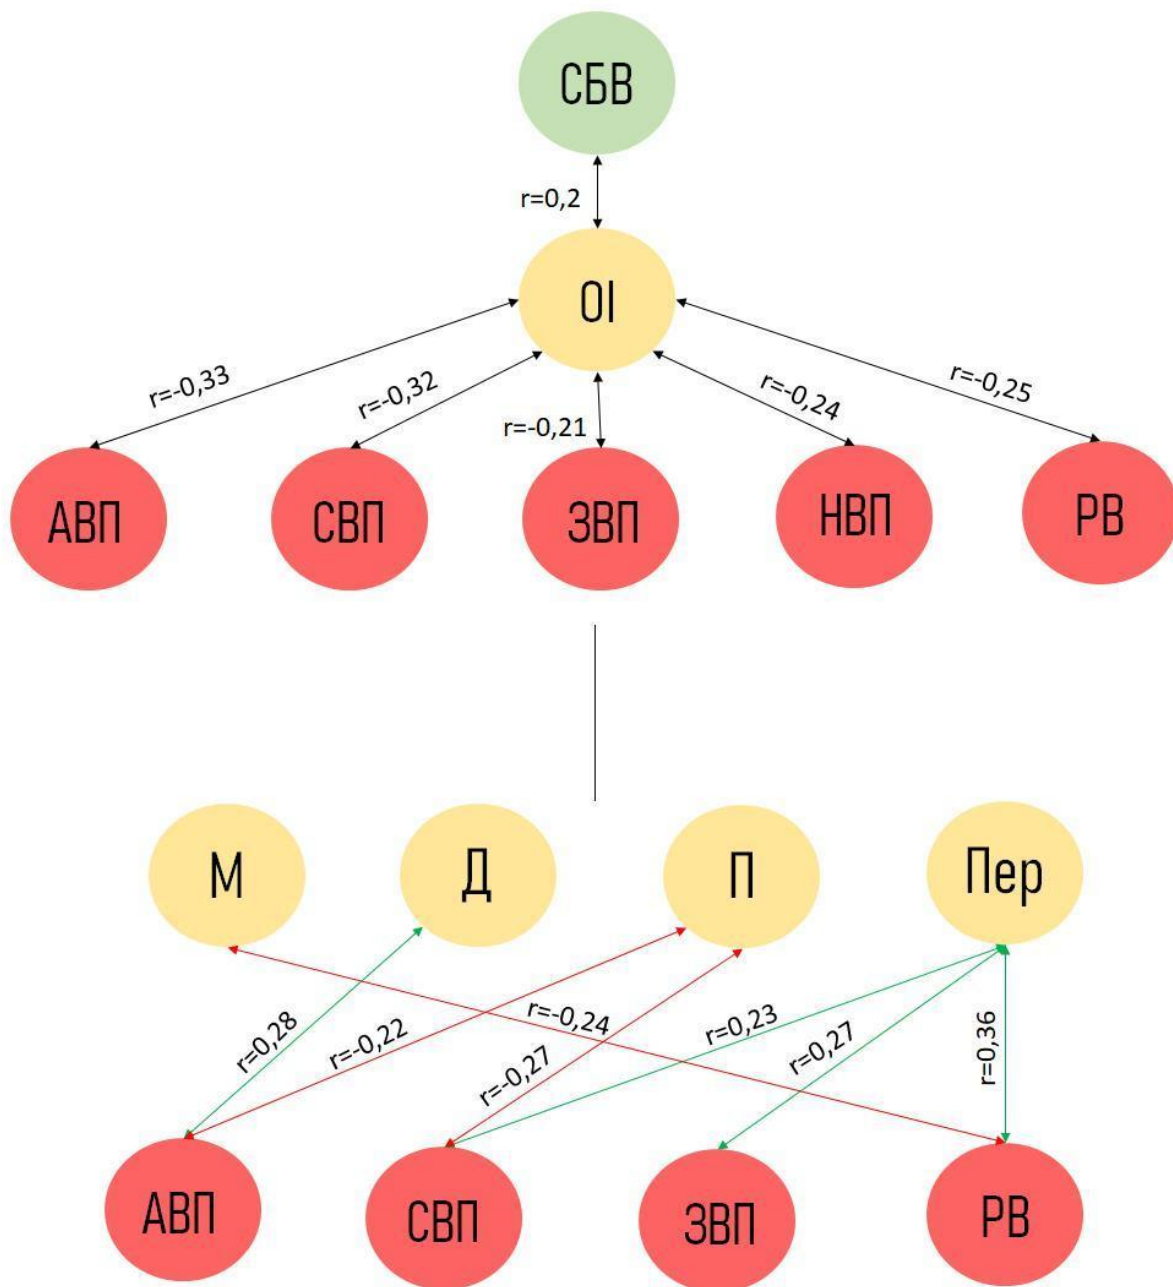 СБВ
r=0,2
ОІ
r=-0,33
r=-0,32
r=-0,21
r=-0,24
r=-0,25
АВП
СВП
ЗВП
НВП
РВ
М
Д
П
Пер
r=0,28
r=-0,22
r=-0,27
r=-0,24
r=0,23
r=0,27
r=0,36
АВП
СВП
ЗВП
РВ